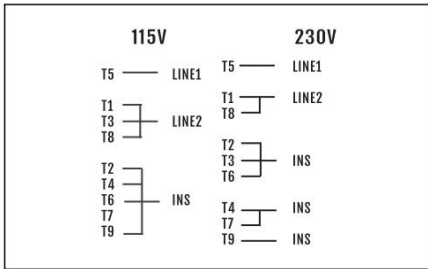 115V
T5 LINE1
T1
T3 LINE2
T8
T2
T4
T6 INS
T7
T9
230V
T5 LINE1
T1 LINE2
T8
T2
T3 INS
T6
T4 INS
T7
T9 INS